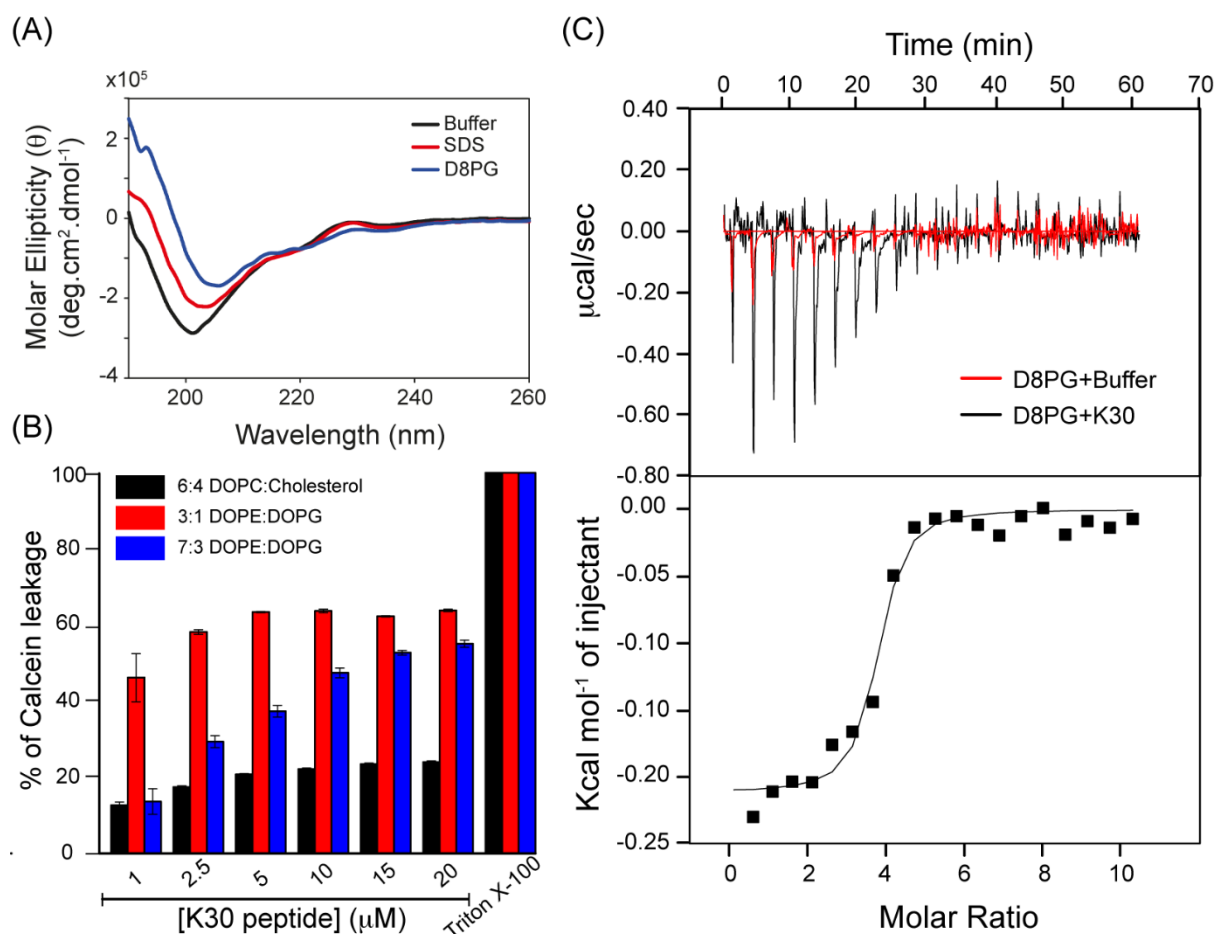 (A)
x10⁵
2
0
-2
-4
Molar Ellipticity (θ)
(deg.cm².dmol⁻¹)
Buffer
SDS
D8PG
200
220
240
260
Wavelength (nm)
(B)
100
80
60
40
20
0
% of Calcein leakage
6:4 DOPC:Cholesterol
3:1 DOPE:DOPG
7:3 DOPE:DOPG
1
2.5
5
10
15
20
Triton X-100
[K30 peptide] (µM)
(C)
Time (min)
0
10
20
30
40
50
60
70
0.40
0.20
0.00
-0.20
-0.40
-0.60
-0.80
µcal/sec
D8PG+Buffer
D8PG+K30
0.00
-0.05
-0.10
-0.10
-0.20
-0.25
Kcal mol⁻¹ of injectant
0
2
4
6
8
10
Molar Ratio